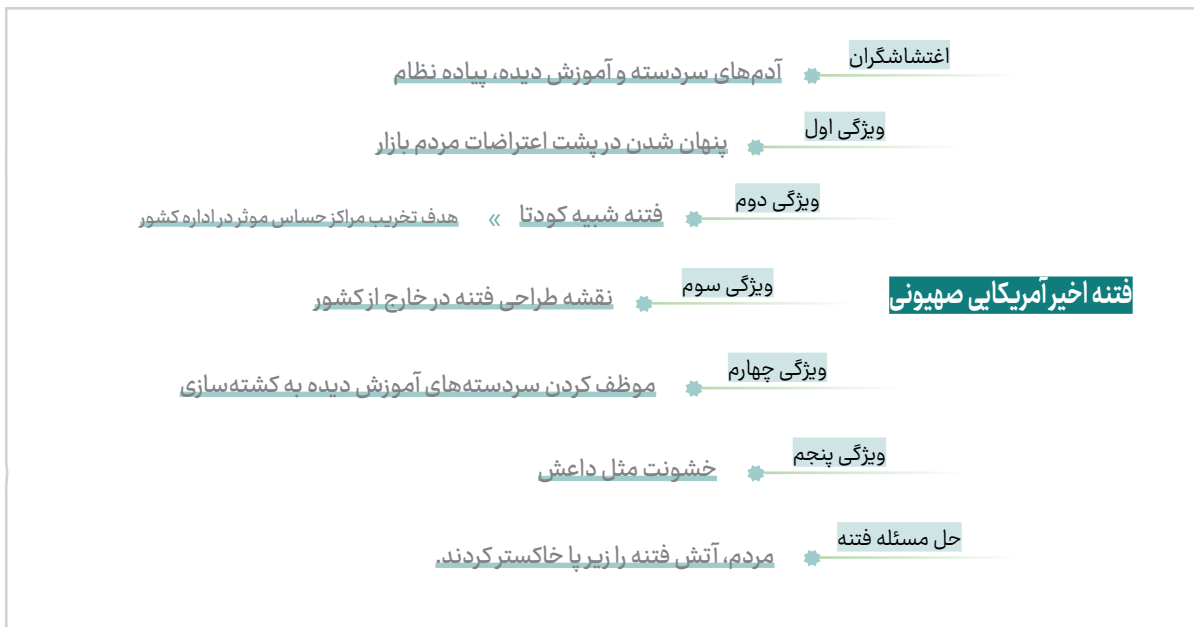 فتنه اخیر آمریکایی صهیونی
اغتشاشگران
آدم‌های سردسته و آموزش دیده، پیاده نظام
ویژگی اول
پنهان شدن در پشت اعتراضات مردم بازار
ویژگی دوم
فتنه شبیه کودتا » هدف تخریب مراکز حساس موثر در اداره کشور
ویژگی سوم
نقشه طراحی فتنه در خارج از کشور
ویژگی چهارم
موظف کردن سردسته‌های آموزش دیده به کشته‌سازی
ویژگی پنجم
خشونت مثل داعش
حل مسئله فتنه
مردم، آتش فتنه را زیر پا خاکستر کردند.